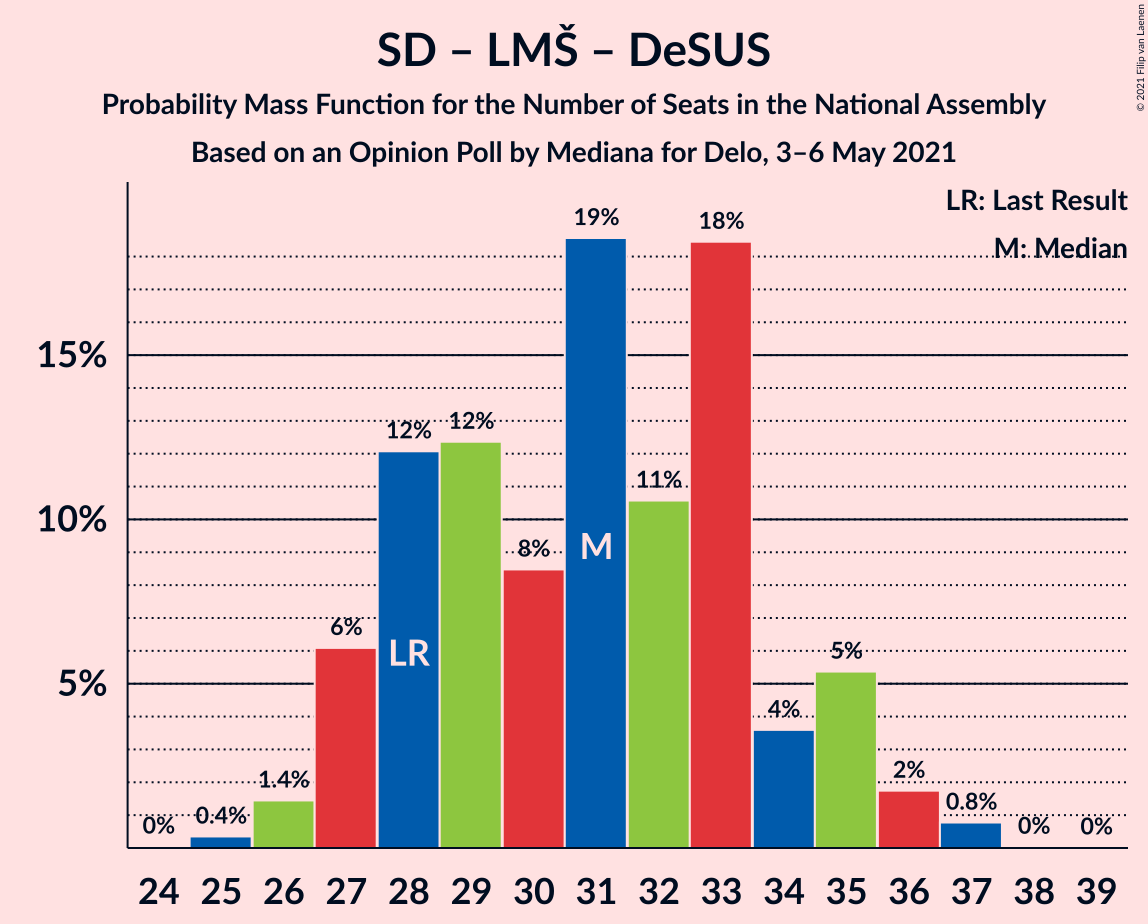 SD – LMŠ – DeSUS
Probability Mass Function for the Number of Seats in the National Assembly
Based on an Opinion Poll by Mediana for Delo, 3–6 May 2021
© 2021 Filip van Laenen
LR: Last Result
M: Median
15%
10%
5%
0%
0.4%
1.4%
6%
12%
12%
8%
19%
11%
18%
4%
5%
2%
0.8%
0%
0%
LR
M
24 25 26 27 28 29 30 31 32 33 34 35 36 37 38 39